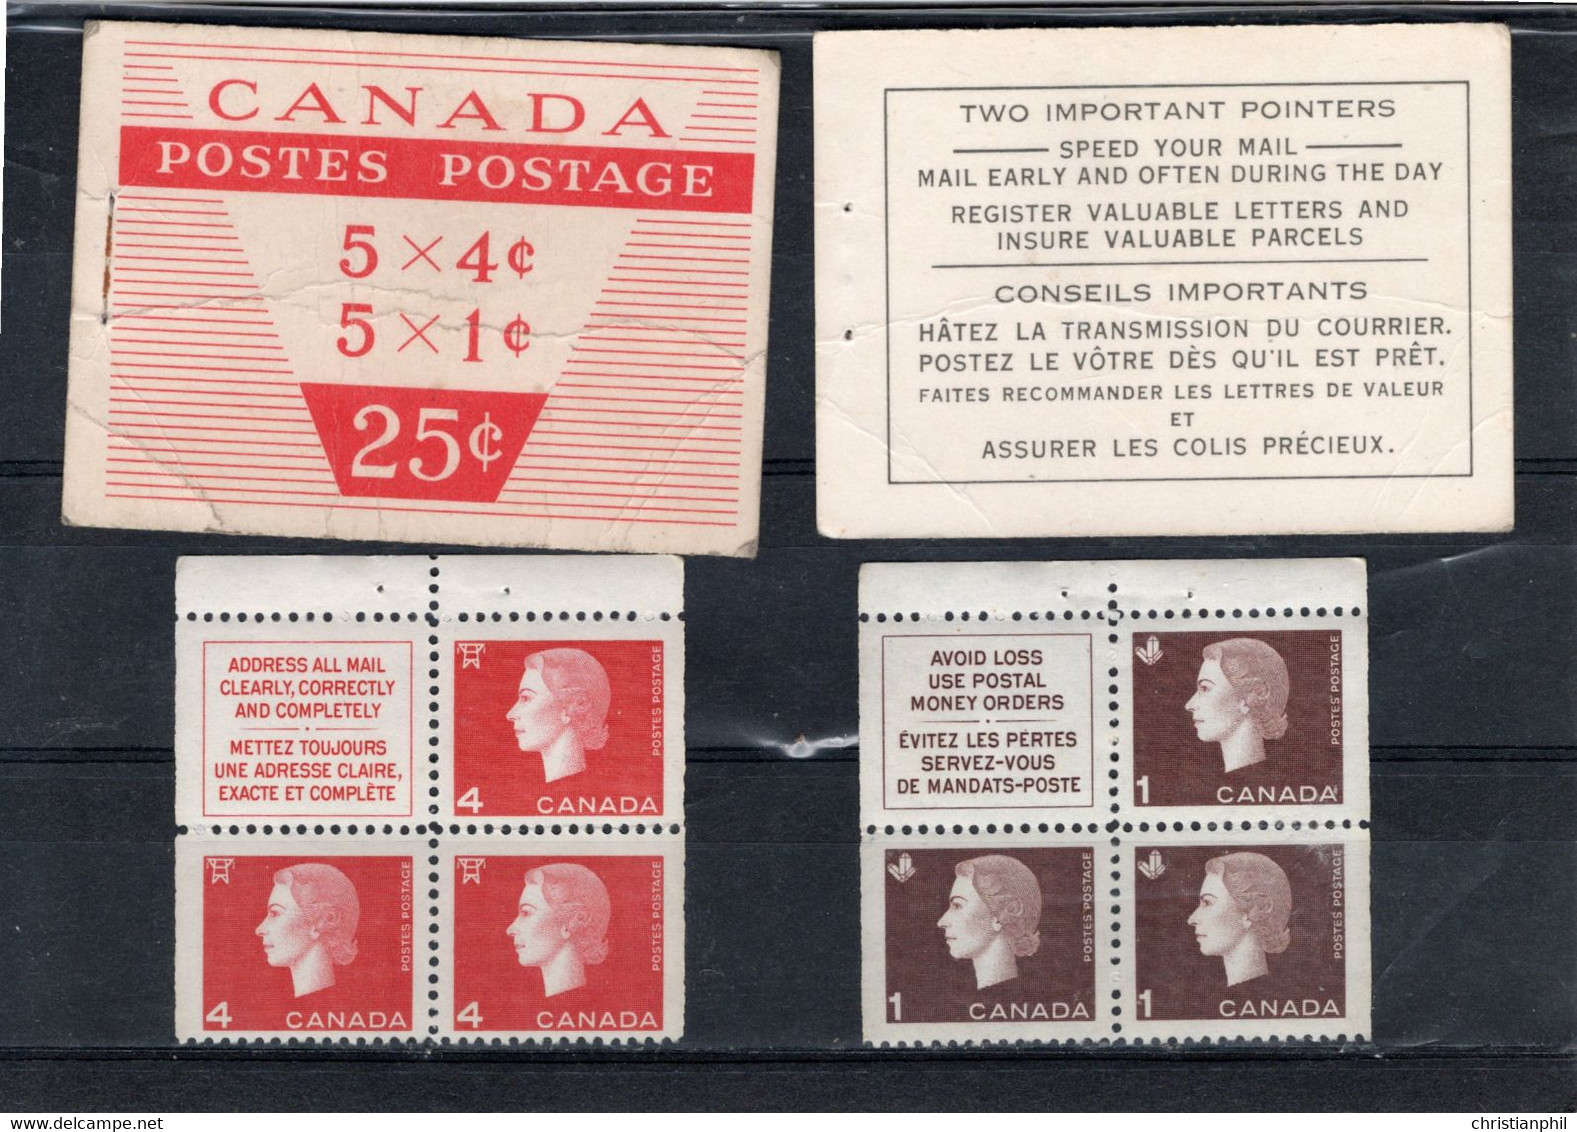 CANADA
POSTES POSTAGE
5 × 4¢
5 × 1¢
25¢
TWO IMPORTANT POINTERS
SPEED YOUR MAIL
MAIL EARLY AND OFTEN DURING THE DAY
REGISTER VALUABLE LETTERS AND
INSURE VALUABLE PARCELS
CONSEILS IMPORTANTS
HÂTEZ LA TRANSMISSION DU COURRIER.
POSTEZ LE VÔTRE DÈS QU'IL EST PRÊT.
FAITES RECOMMANDER LES LETTRES DE VALEUR
ET
ASSURER LES COLIS PRÉCIEUX.
ADDRESS ALL MAIL
CLEARLY, CORRECTLY
AND COMPLETELY
METTEZ TOUJOURS
UNE ADRESSE CLAIRE,
EXACTE ET COMPLÈTE
POSTES POSTAGE
4 CANADA
POSTES POSTAGE
4 CANADA
POSTES POSTAGE
4 CANADA
AVOID LOSS
USE POSTAL
MONEY ORDERS
ÉVITEZ LES PERTES
SERVEZ-VOUS
DE MANDATS-POSTE
POSTES POSTAGE
1 CANADA
POSTES POSTAGE
1 CANADA
POSTES POSTAGE
1 CANADA
christianphil